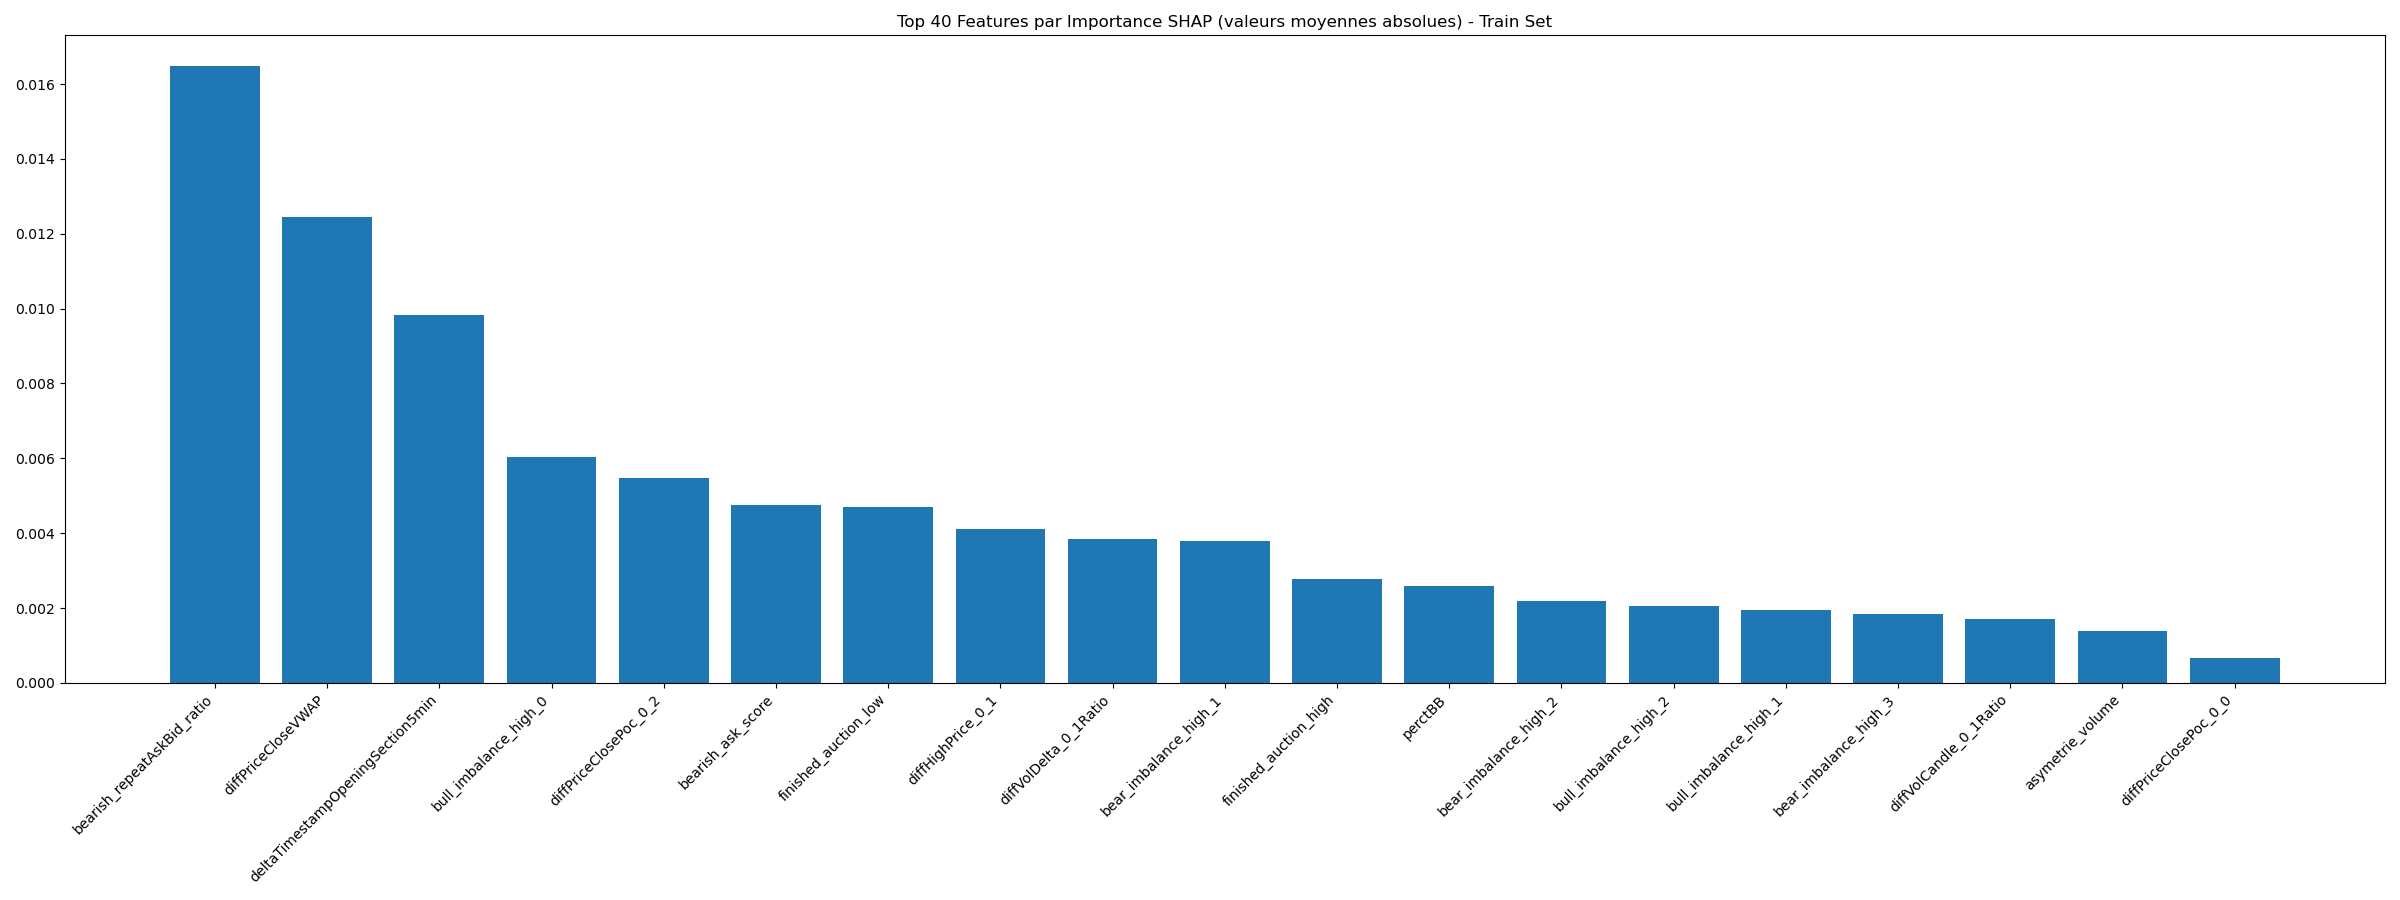 Top 40 Features par Importance SHAP (valeurs moyennes absolues) - Train Set
0.016
0.014
0.012
0.010
0.008
0.006
0.004
0.002
0.000
bearish_repeatAskBid_ratio
diffPriceCloseVWAP
deltaTimestampOpeningSection5min
bull_imbalance_high_0
diffPriceClosePoc_0_2
bearish_ask_score
finished_auction_low
diffHighPrice_0_1
diffVolDelta_0_1Ratio
bear_imbalance_high_1
finished_auction_high
perctBB
bear_imbalance_high_2
bull_imbalance_high_2
bull_imbalance_high_1
bear_imbalance_high_3
diffVolCandle_0_1Ratio
asymetrie_volume
diffPriceClosePoc_0_0